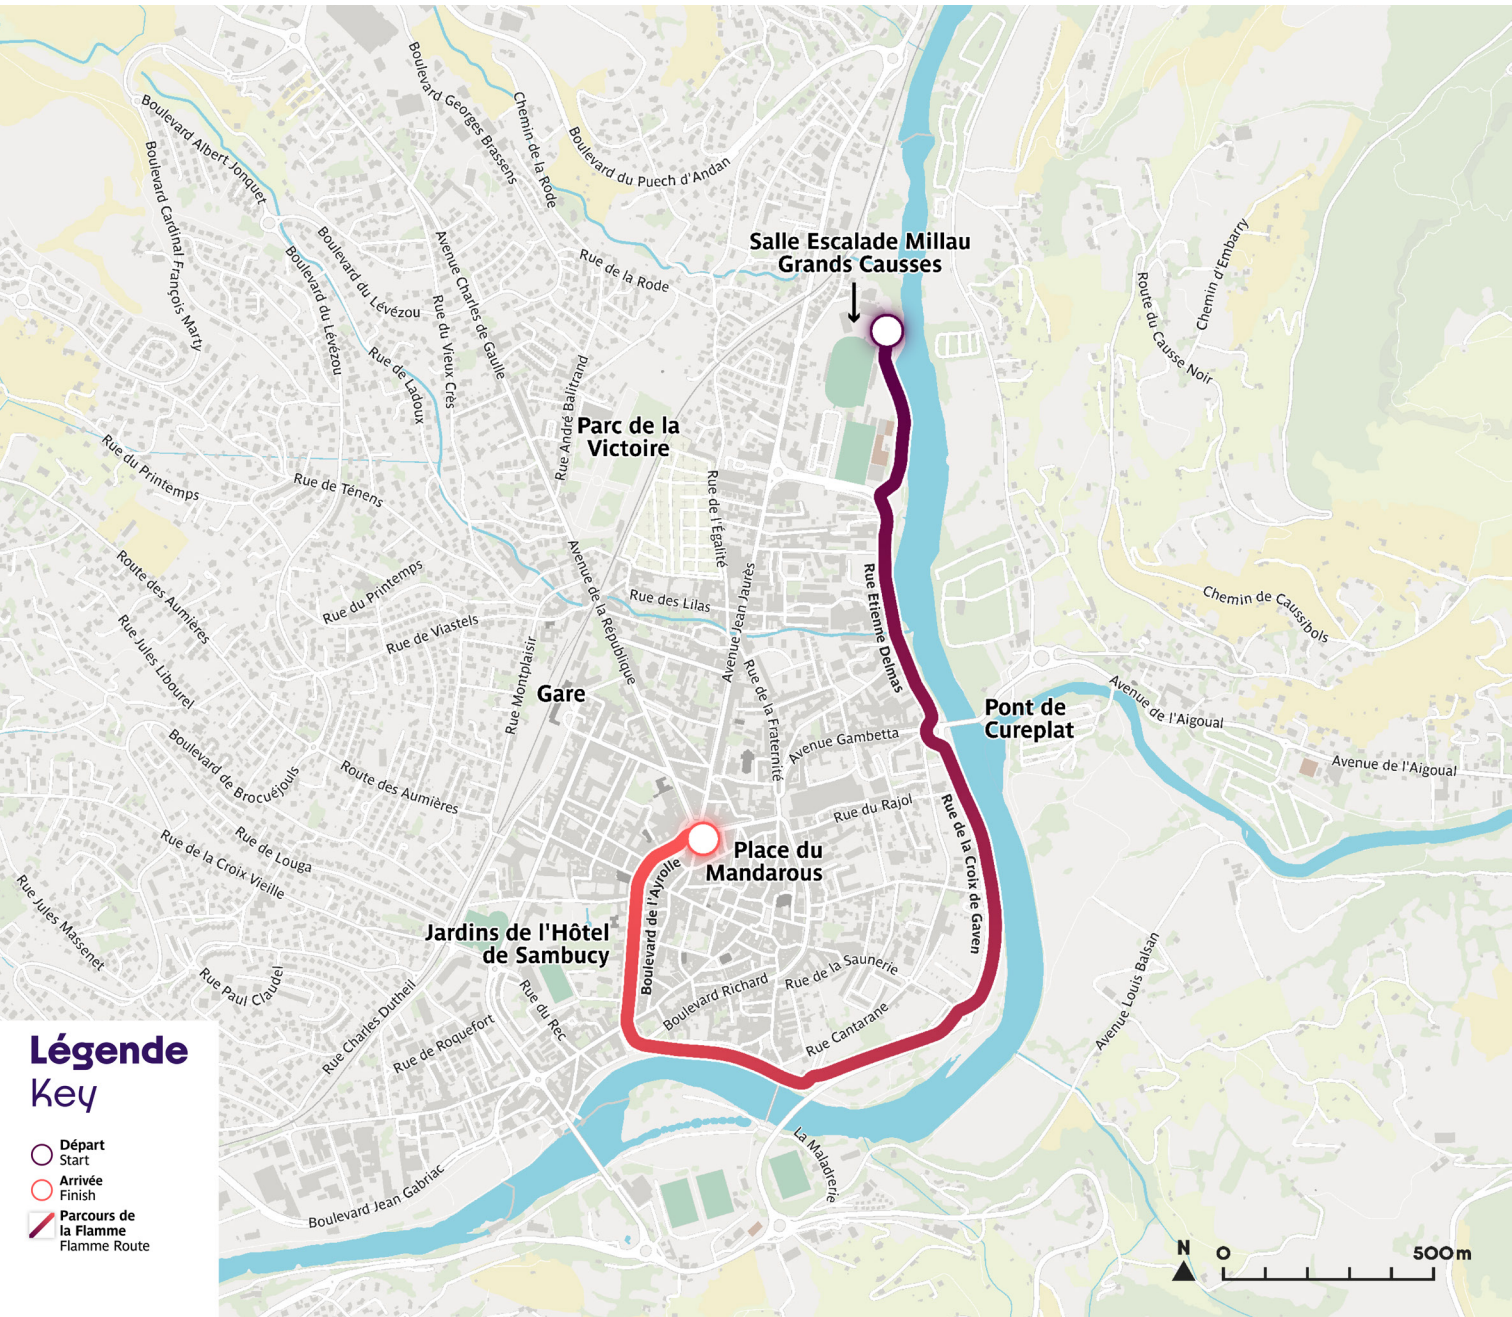 Boulevard Georges Brassens
Chemin de la Rode
Boulevard du Puech d'Andan
Boulevard Albert Jonquet
Boulevard Cardinal François Marty
Boulevard du Lévézou
Boulevard du Lévézou
Avenue Charles de Gaulle
Rue du Vieux Crès
Rue de Ladoux
Rue de la Rode
Salle Escalade Millau
Grands Causses
Chemin d'Embarry
Route du Causse Noir
Rue André Balitrand
Parc de la
Victoire
Rue du Printemps
Rue de Ténens
Rue de l'Égalité
Avenue de la République
Avenue Jean Jaurès
Rue des Lilas
Rue Etienne Delmas
Chemin de Caussibols
Route des Aumières
Rue du Printemps
Rue de Viastels
Rue Jules Libourel
Rue Montplaisir
Gare
Rue de la Fraternité
Avenue Gambetta
Pont de
Cureplat
Avenue de l'Aigoual
Avenue de l'Aigoual
Boulevard de Brocuéjouls
Route des Aumières
Rue du Rajol
Rue de la Croix de Gaven
Place du
Mandarous
Rue de Louga
Rue de la Croix Vieille
Rue Jules Massenet
Boulevard de l'Ayrolle
Jardins de l'Hôtel
de Sambucy
Rue Paul Claudel
Rue Charles Dutheil
Rue de Roquefort
Rue du Rec
Boulevard Richard
Rue de la Saunerie
Rue Cantarane
Avenue Louis Balsan
La Maladrerie
Boulevard Jean Gabriac
Légende
Key
Départ
Start
Arrivée
Finish
Parcours de
la Flamme
Flamme Route
N
0
500m